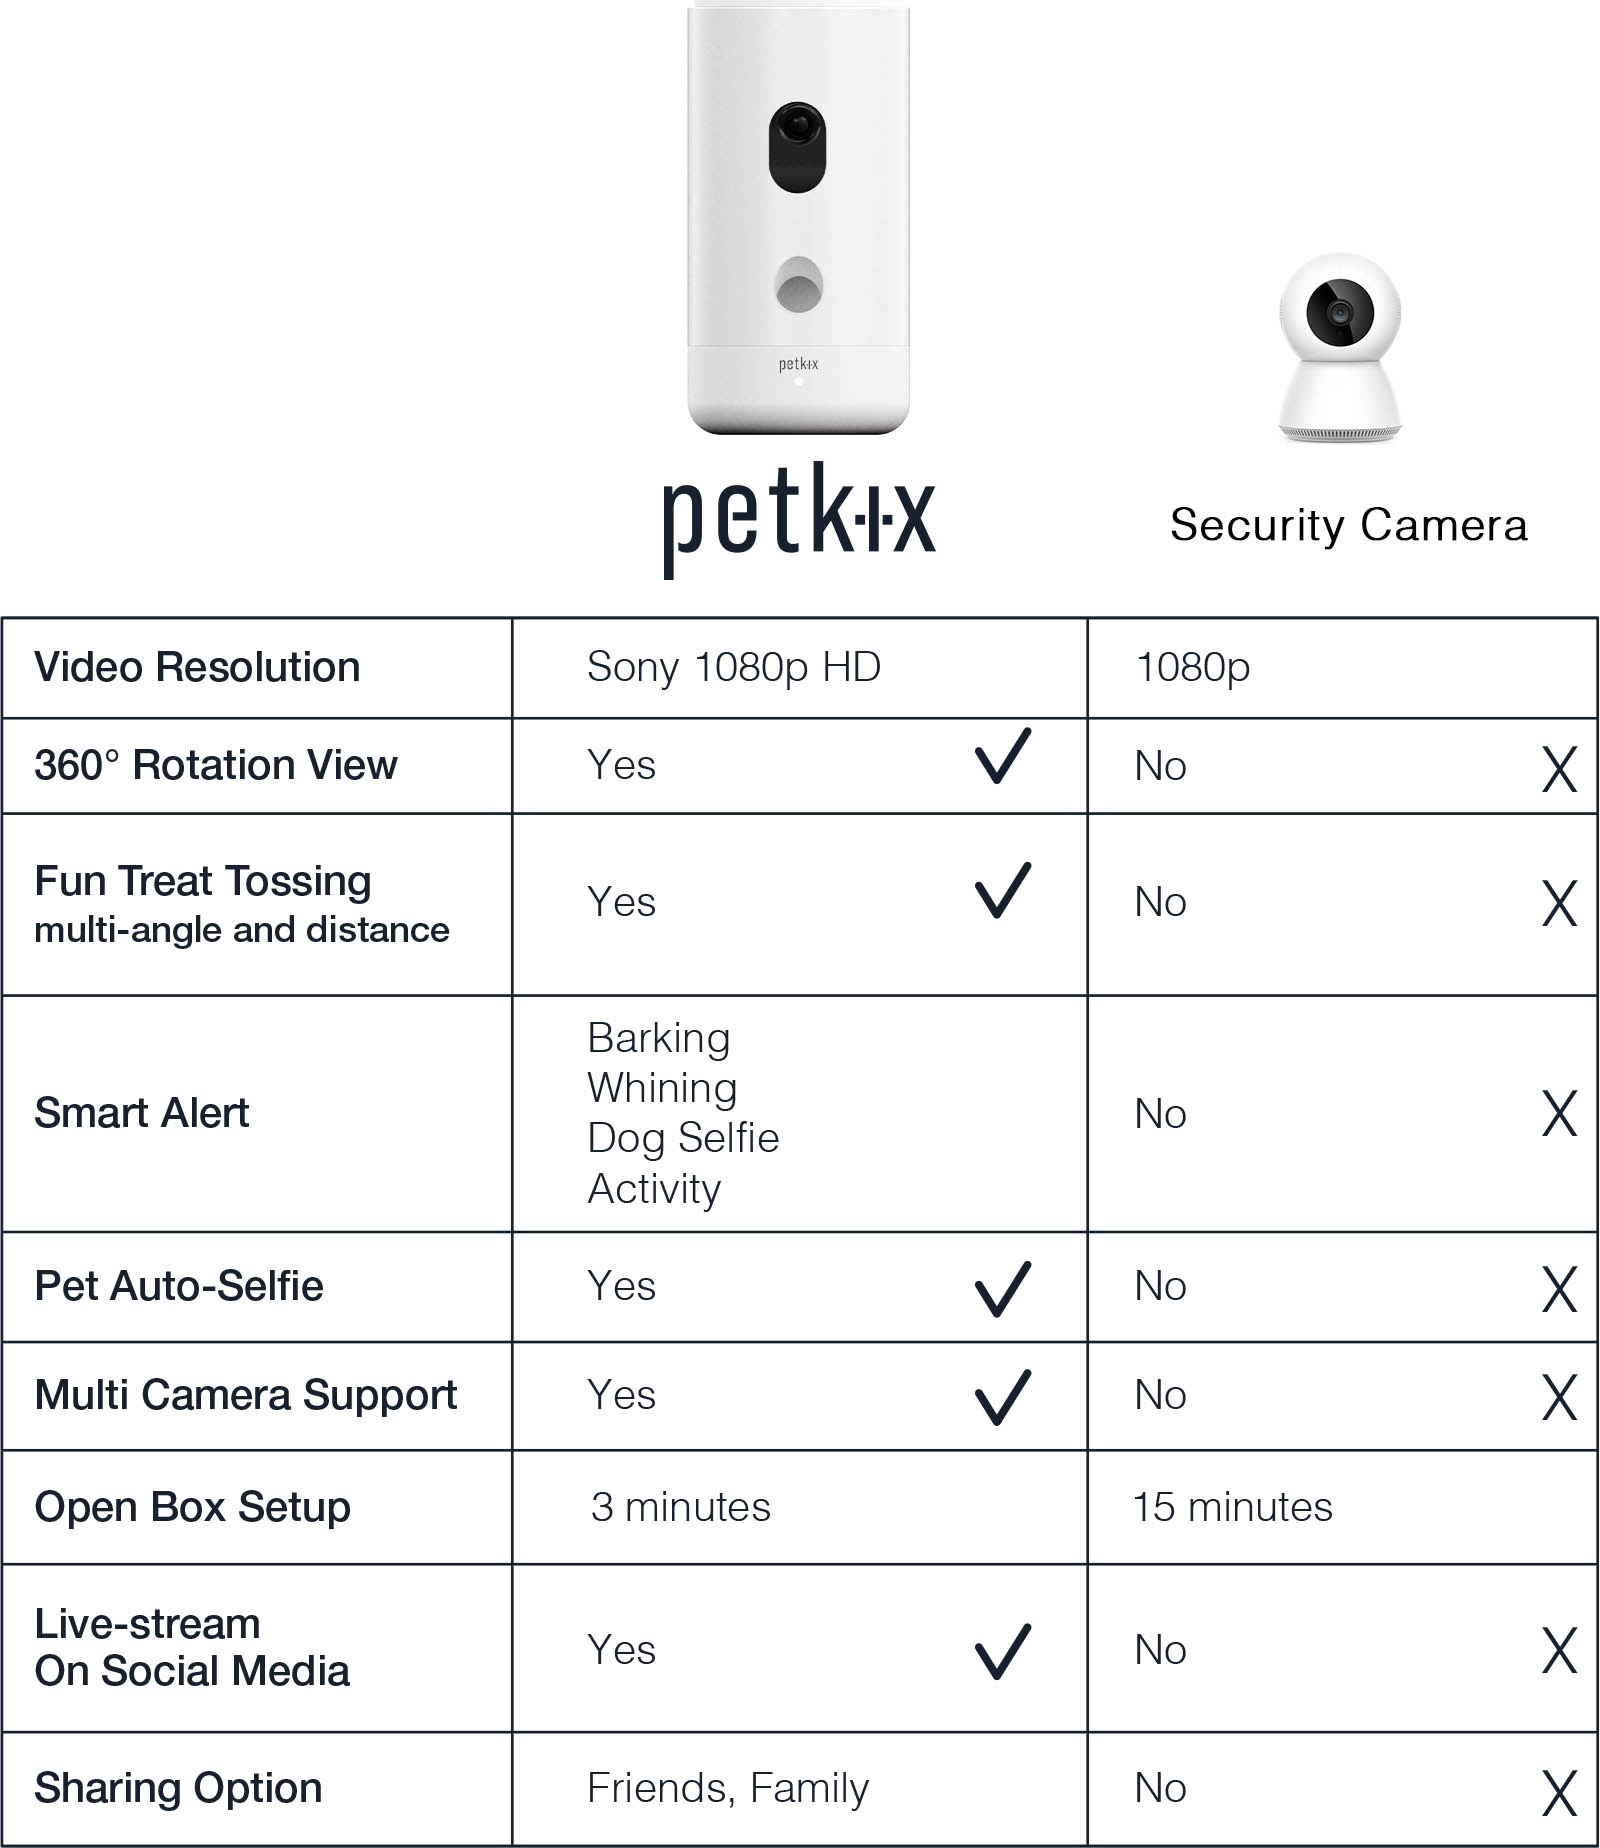 petkix
petkix
Security Camera
Video Resolution
Sony 1080p HD
1080p
360° Rotation View
Yes
No
X
Fun Treat Tossing
multi-angle and distance
Yes
No
X
Smart Alert
Barking
Whining
Dog Selfie
Activity
No
X
Pet Auto-Selfie
Yes
No
X
Multi Camera Support
Yes
No
X
Open Box Setup
3 minutes
15 minutes
Live-stream
On Social Media
Yes
No
X
Sharing Option
Friends, Family
No
X